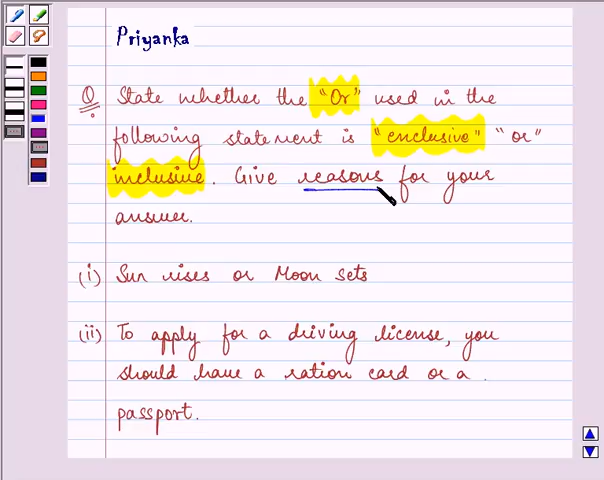 Priyanka
Q State whether the "Or" used in the
following statement is "enclusive" "or"
inclusive. Give reasons for your
answer.
(i) Sun rises or Moon sets
(ii) To apply for a driving license, you
should have a ration card or a
passport.